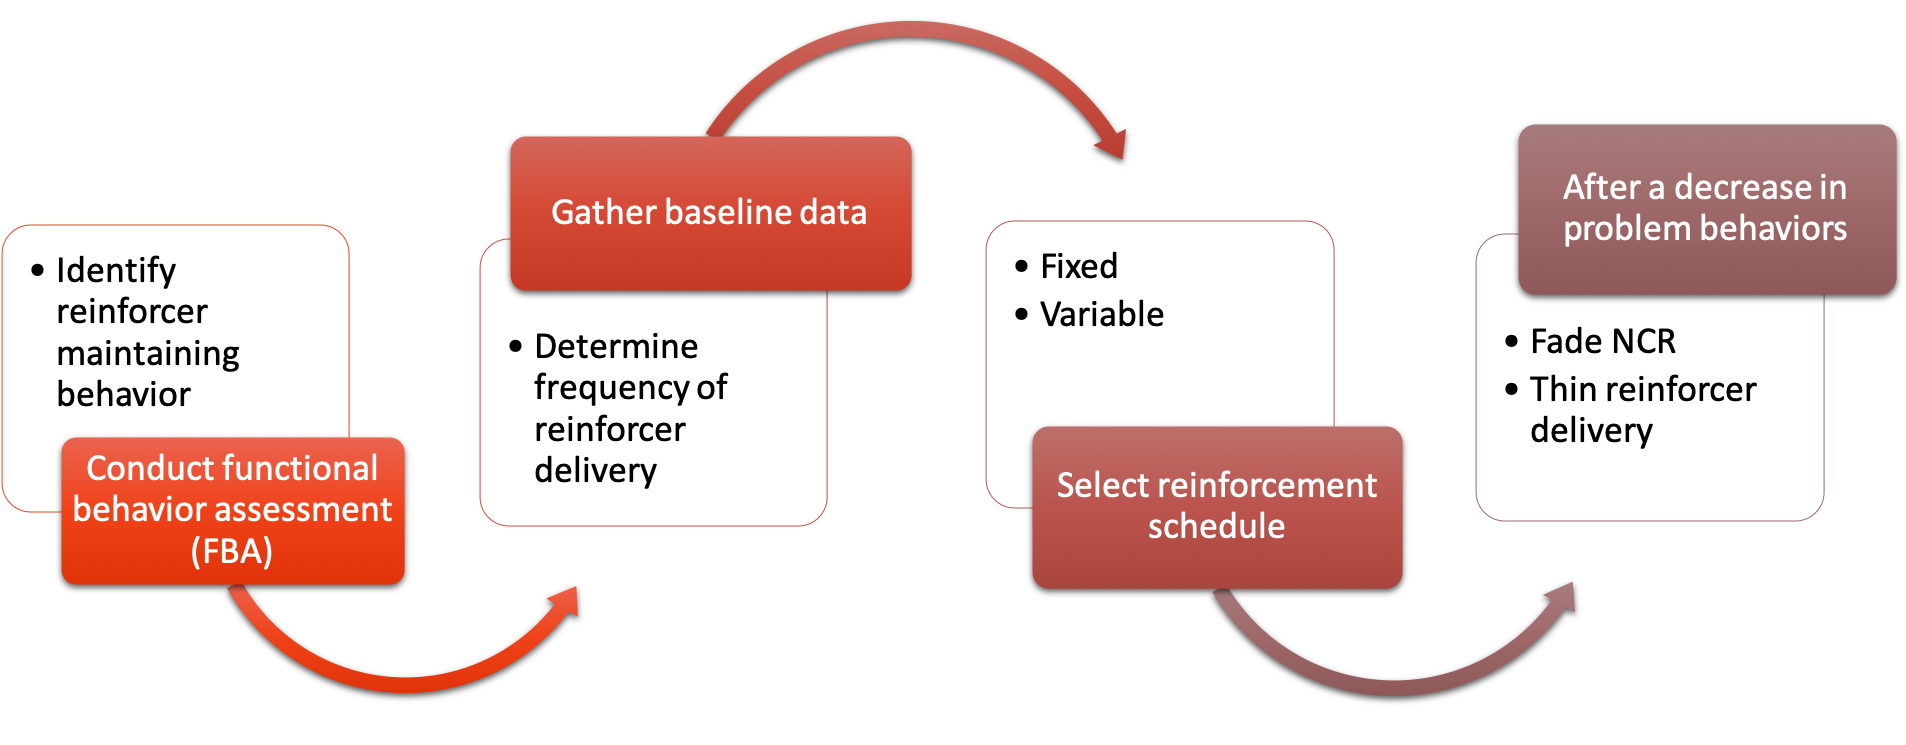 • Identify
reinforcer
maintaining
behavior
Conduct functional
behavior assessment
(FBA)
Gather baseline data
• Determine
frequency of
reinforcer
delivery
• Fixed
• Variable
Select reinforcement
schedule
After a decrease in
problem behaviors
• Fade NCR
• Thin reinforcer
delivery